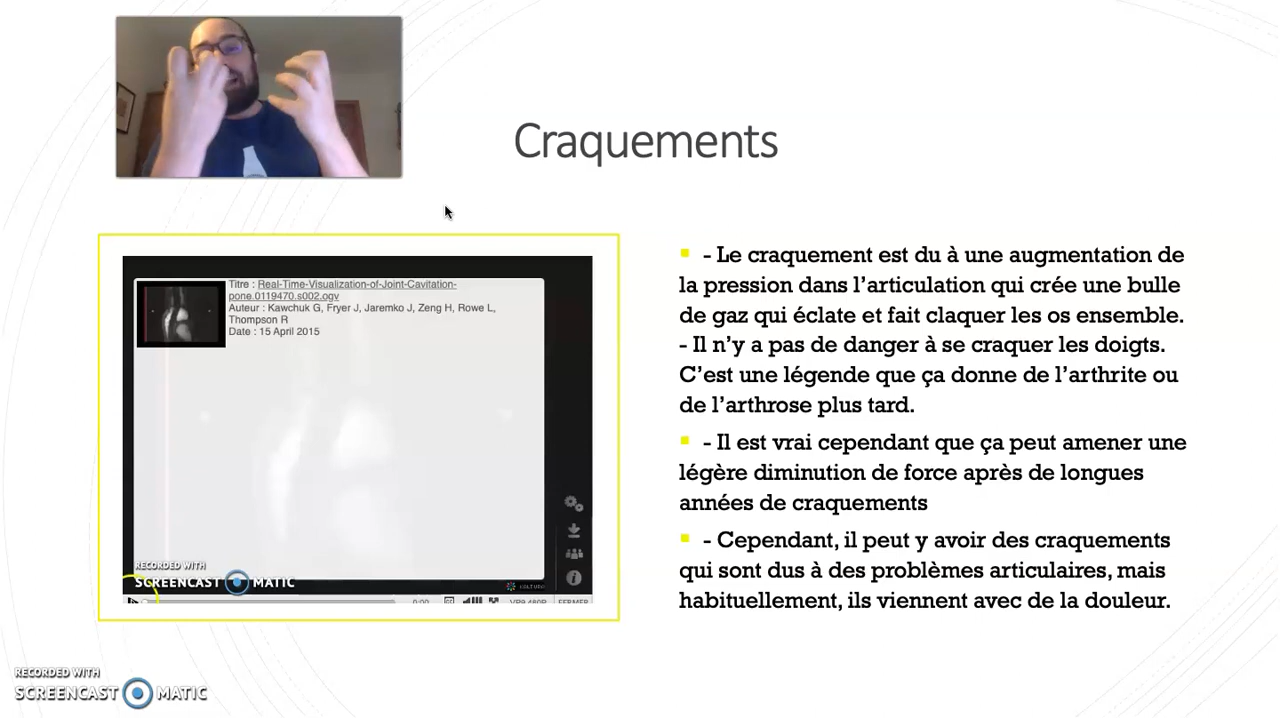 Craquements
Titre : Real-Time-Visualization-of-Joint-Cavitation-
pone.0119470.s002.ogv
Auteur : Kawchuk G, Fryer J, Jaremko J, Zeng H, Rowe L,
Thompson R
Date : 15 April 2015
RECORDED WITH
SCREENCAST MATIC
0:00
FERMER
- Le craquement est du à une augmentation de
la pression dans l’articulation qui crée une bulle
de gaz qui éclate et fait claquer les os ensemble.
- Il n’y a pas de danger à se craquer les doigts.
C’est une légende que ça donne de l’arthrite ou
de l’arthrose plus tard.
- Il est vrai cependant que ça peut amener une
légère diminution de force après de longues
années de craquements
- Cependant, il peut y avoir des craquements
qui sont dus à des problèmes articulaires, mais
habituellement, ils viennent avec de la douleur.
RECORDED WITH
SCREENCAST MATIC